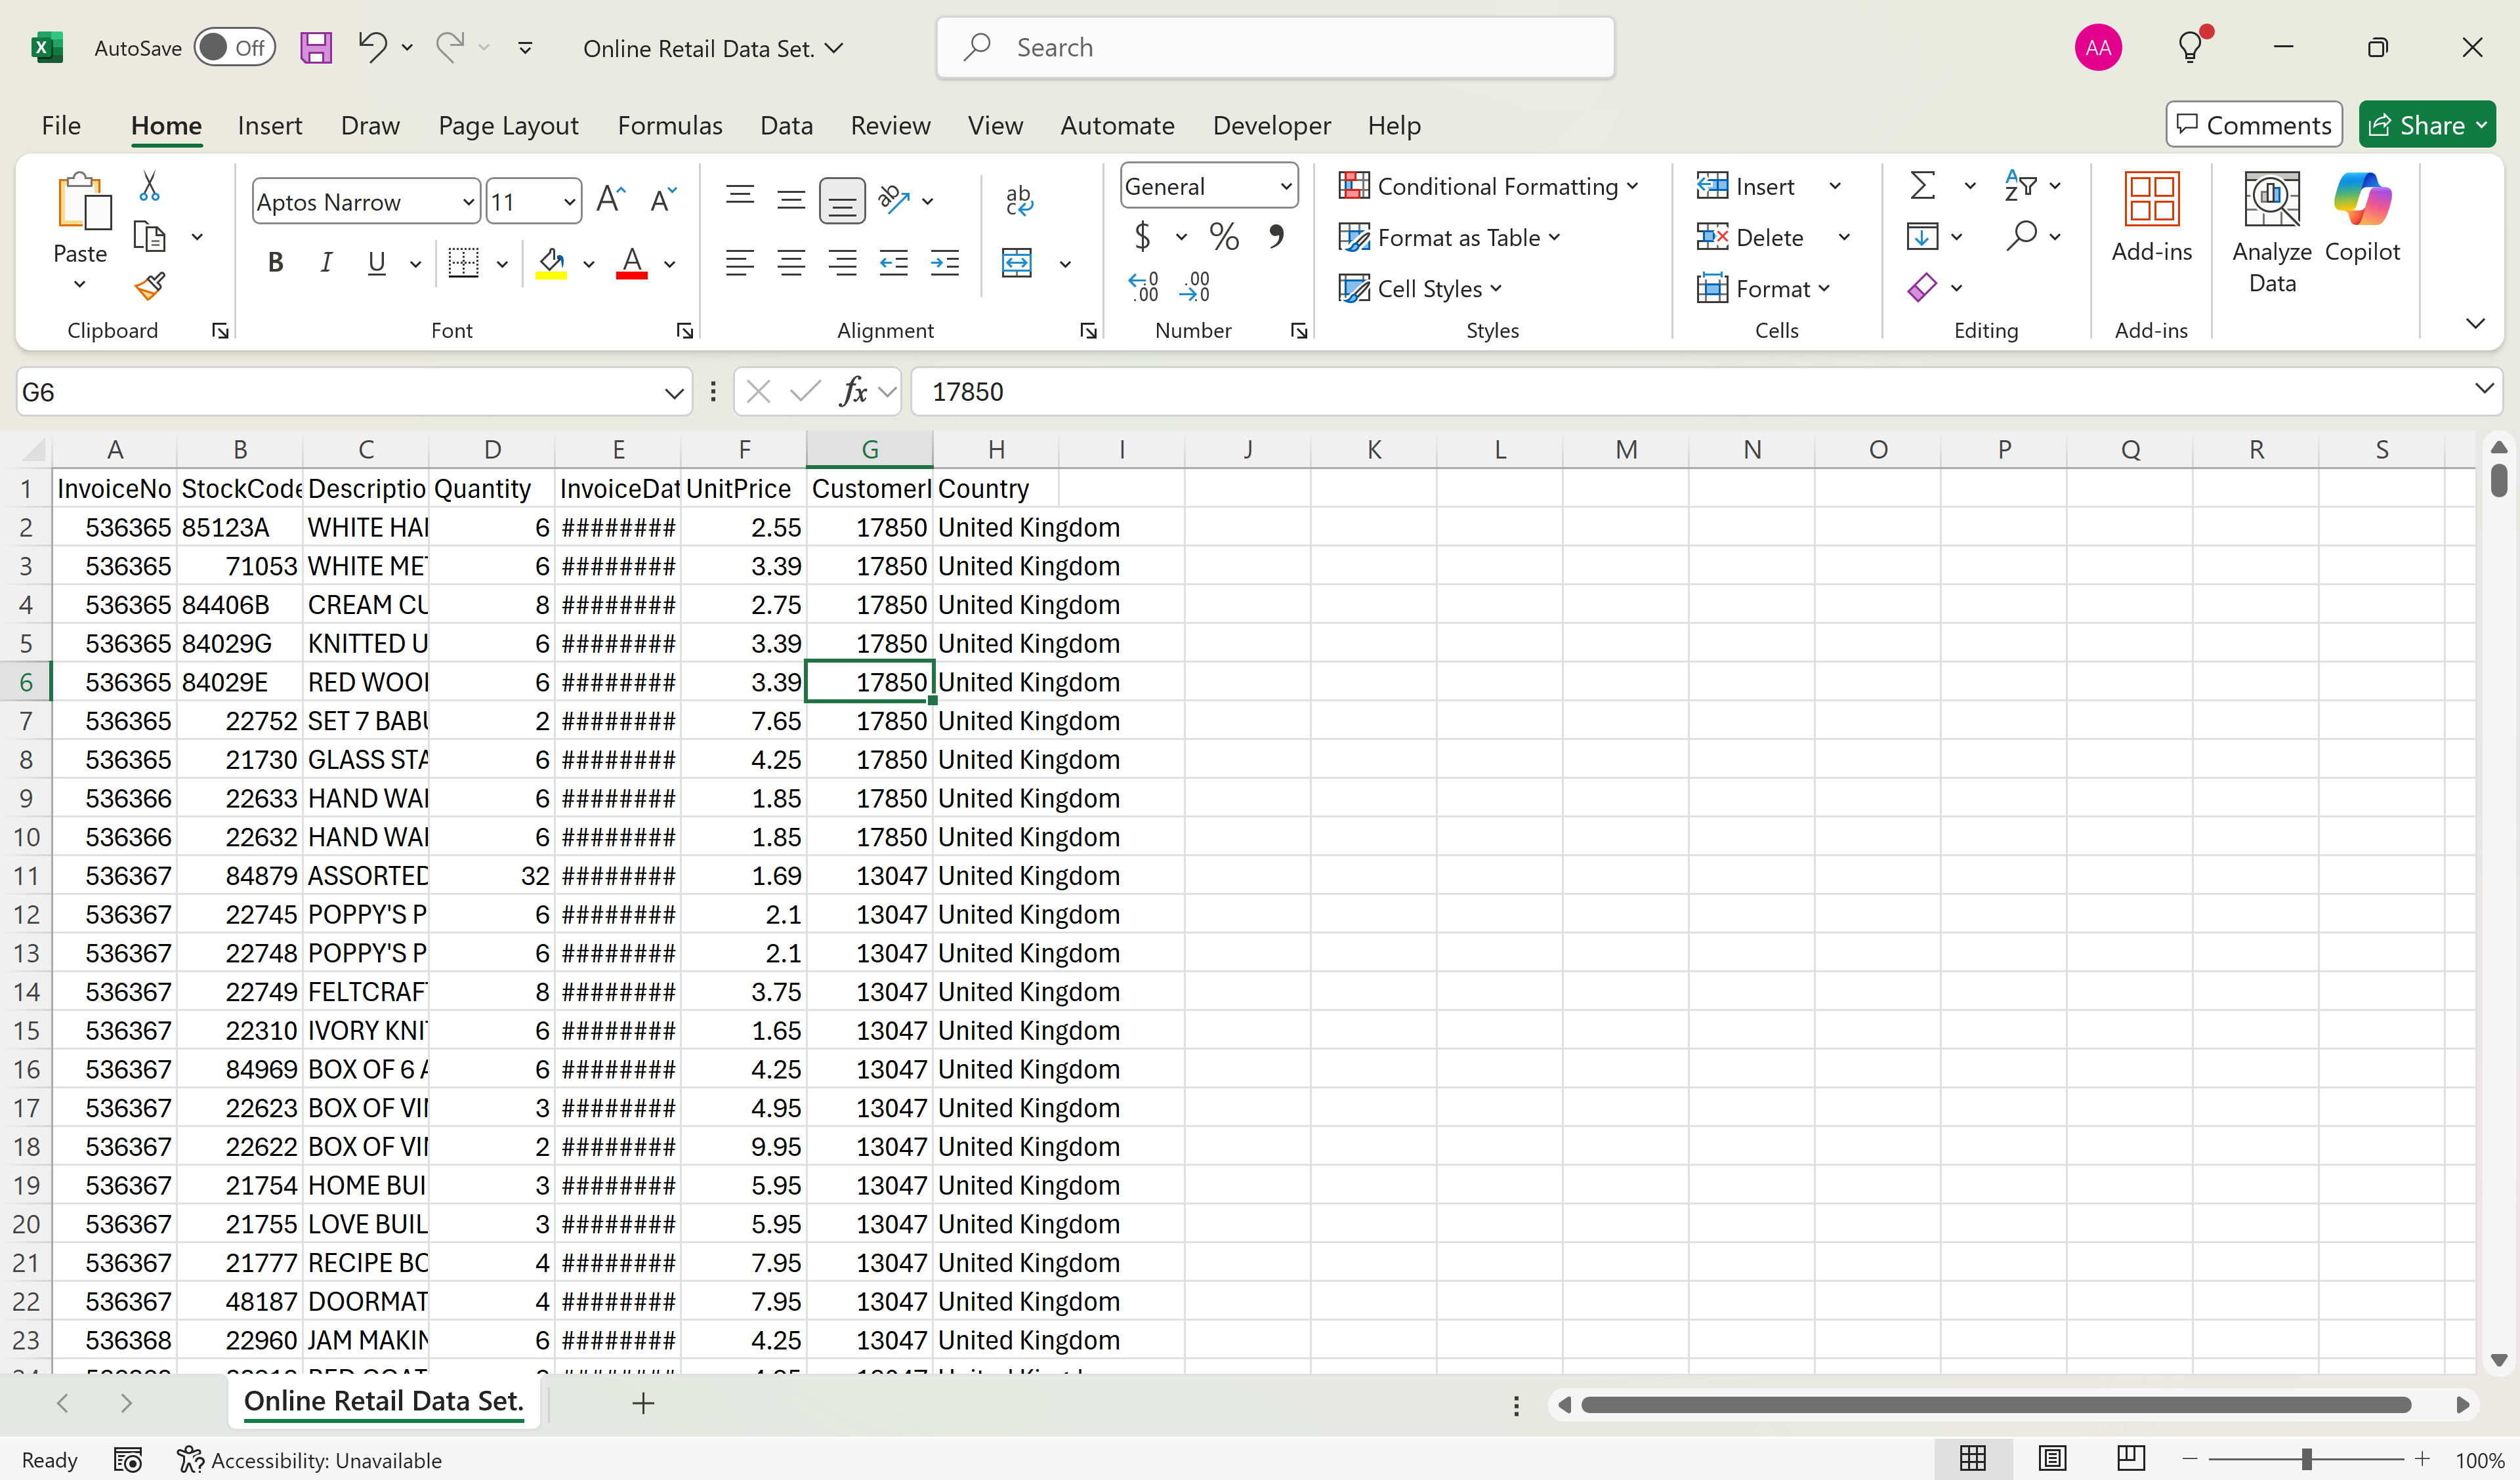 AutoSave Off Online Retail Data Set. Search AA
File Home Insert Draw Page Layout Formulas Data Review View Automate Developer Help Comments Share
Paste
Clipboard
Aptos Narrow 11
B I U A
Font
ab
Alignment
General
$ % ,
Number
Conditional Formatting
Format as Table
Cell Styles
Styles
Insert
Delete
Format
Cells
Editing
Add-ins
Add-ins
Analyze
Data
Copilot
G6 fx 17850
A B C D E F G H I J K L M N O P Q R S
1 InvoiceNo StockCode Descriptio Quantity InvoiceDat UnitPrice CustomerI Country
2 536365 85123A WHITE HAI 6 ######## 2.55 17850 United Kingdom
3 536365 71053 WHITE MET 6 ######## 3.39 17850 United Kingdom
4 536365 84406B CREAM CU 8 ######## 2.75 17850 United Kingdom
5 536365 84029G KNITTED U 6 ######## 3.39 17850 United Kingdom
6 536365 84029E RED WOOI 6 ######## 3.39 17850 United Kingdom
7 536365 22752 SET 7 BABU 2 ######## 7.65 17850 United Kingdom
8 536365 21730 GLASS STA 6 ######## 4.25 17850 United Kingdom
9 536366 22633 HAND WAI 6 ######## 1.85 17850 United Kingdom
10 536366 22632 HAND WAI 6 ######## 1.85 17850 United Kingdom
11 536367 84879 ASSORTED 32 ######## 1.69 13047 United Kingdom
12 536367 22745 POPPY'S P 6 ######## 2.1 13047 United Kingdom
13 536367 22748 POPPY'S P 6 ######## 2.1 13047 United Kingdom
14 536367 22749 FELTCRAFT 8 ######## 3.75 13047 United Kingdom
15 536367 22310 IVORY KNIT 6 ######## 1.65 13047 United Kingdom
16 536367 84969 BOX OF 6 A 6 ######## 4.25 13047 United Kingdom
17 536367 22623 BOX OF VII 3 ######## 4.95 13047 United Kingdom
18 536367 22622 BOX OF VII 2 ######## 9.95 13047 United Kingdom
19 536367 21754 HOME BUI 3 ######## 5.95 13047 United Kingdom
20 536367 21755 LOVE BUIL 3 ######## 5.95 13047 United Kingdom
21 536367 21777 RECIPE BO 4 ######## 7.95 13047 United Kingdom
22 536367 48187 DOORMAT 4 ######## 7.95 13047 United Kingdom
23 536368 22960 JAM MAKIN 6 ######## 4.25 13047 United Kingdom
Online Retail Data Set.
Ready Accessibility: Unavailable 100%